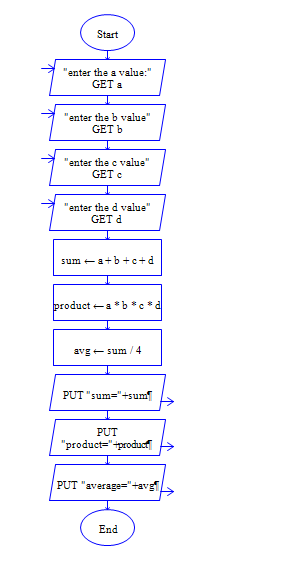 Start
"enter the a value:"
GET a
"enter the b value"
GET b
"enter the c value"
GET c
"enter the d value"
GET d
sum ← a + b + c + d
product ← a * b * c * d
avg ← sum / 4
PUT "sum="+sum¶
PUT
"product="+product¶
PUT "average="+avg¶
End